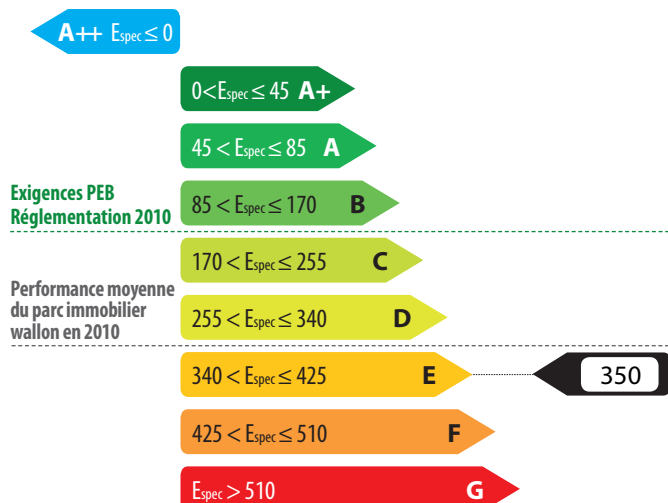 A++ Espec ≤ 0
0 < Espec ≤ 45 A+
45 < Espec ≤ 85 A
Exigences PEB
Réglementation 2010
85 < Espec ≤ 170 B
170 < Espec ≤ 255 C
Performance moyenne
du parc immobilier
wallon en 2010
255 < Espec ≤ 340 D
340 < Espec ≤ 425 E
350
425 < Espec ≤ 510 F
Espec > 510 G